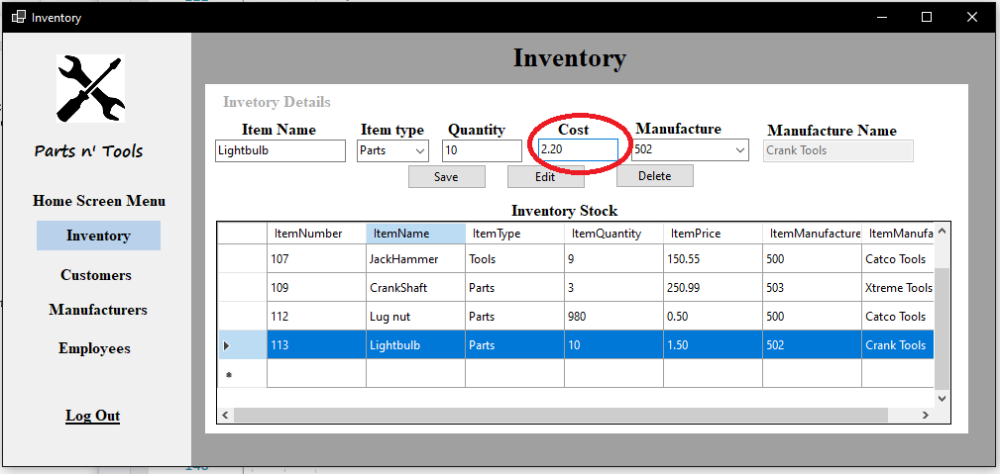 Inventory
Inventory
Invetory Details
Item Name Item type Quantity Cost Manufacture Manufacture Name
Lightbulb Parts 10 2.20 502 Crank Tools
Save Edit Delete
Parts n' Tools
Home Screen Menu
Inventory
Customers
Manufacturers
Employees
Log Out
Inventory Stock
ItemNumber ItemName ItemType ItemQuantity ItemPrice ItemManufacture ItemManufa
107 JackHammer Tools 9 150.55 500 Catco Tools
109 CrankShaft Parts 3 250.99 503 Xtreme Tools
112 Lug nut Parts 980 0.50 500 Catco Tools
113 Lightbulb Parts 10 1.50 502 Crank Tools